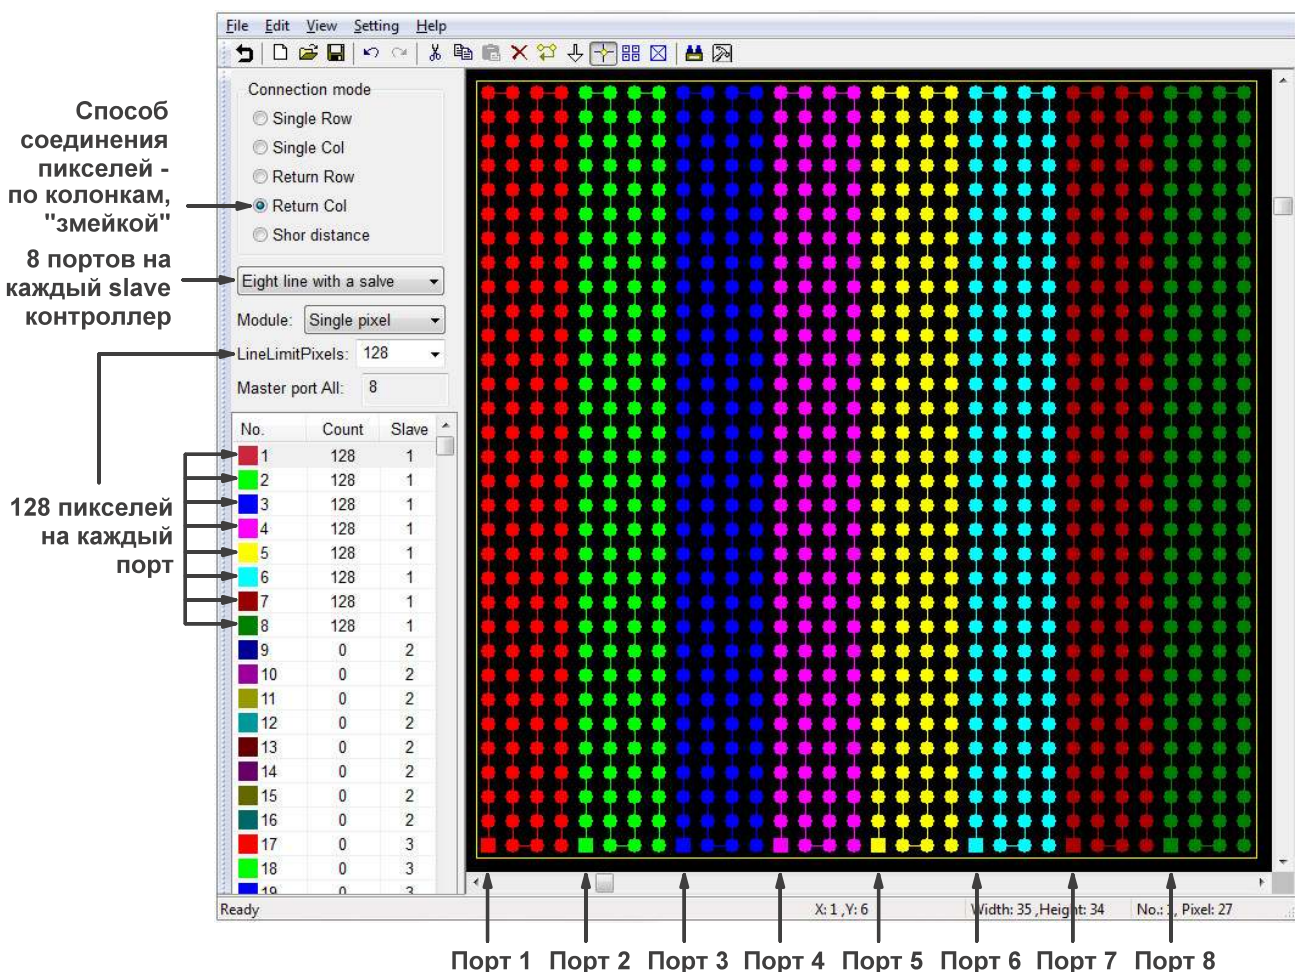 File Edit View Setting Help
Connection mode
Single Row
Single Col
Return Row
Return Col
Shor distance
Способ
соединения
пикселей -
по колонкам,
"змейкой"
8 портов на
каждый slave
контроллер
Eight line with a salve
Module: Single pixel
LineLimitPixels: 128
Master port All: 8
No. Count Slave
1 128 1
2 128 1
3 128 1
4 128 1
5 128 1
6 128 1
7 128 1
8 128 1
9 0 2
10 0 2
11 0 2
12 0 2
13 0 2
14 0 2
15 0 2
16 0 2
17 0 3
18 0 3
19 0 3
128 пикселей
на каждый
порт
Ready X: 1 ,Y: 6 Width: 35 ,Height: 34 No.: 1, Pixel: 27
Порт 1 Порт 2 Порт 3 Порт 4 Порт 5 Порт 6 Порт 7 Порт 8